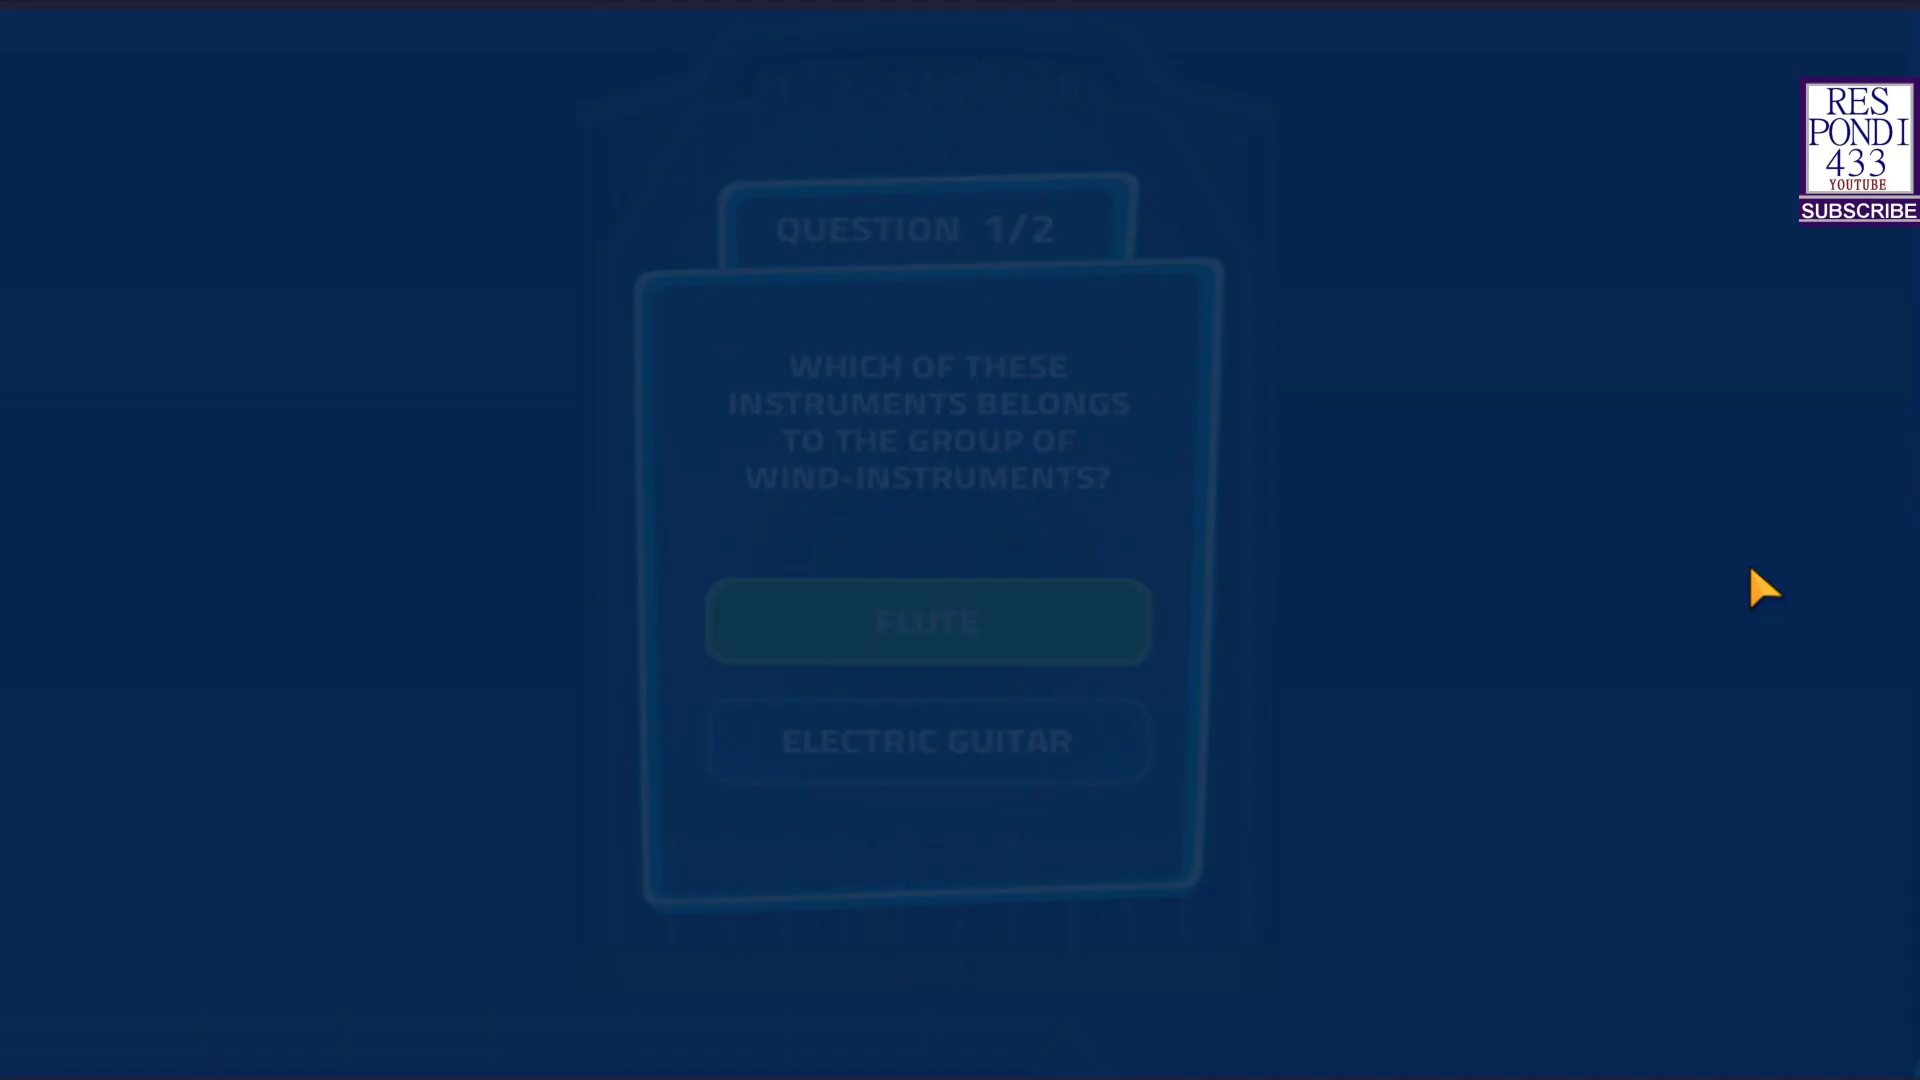 QUESTION 1/2
WHICH OF THESE
INSTRUMENTS BELONGS
TO THE GROUP OF
WIND-INSTRUMENTS?
FLUTE
ELECTRIC GUITAR
RES
PONDI
433
YOUTUBE
SUBSCRIBE